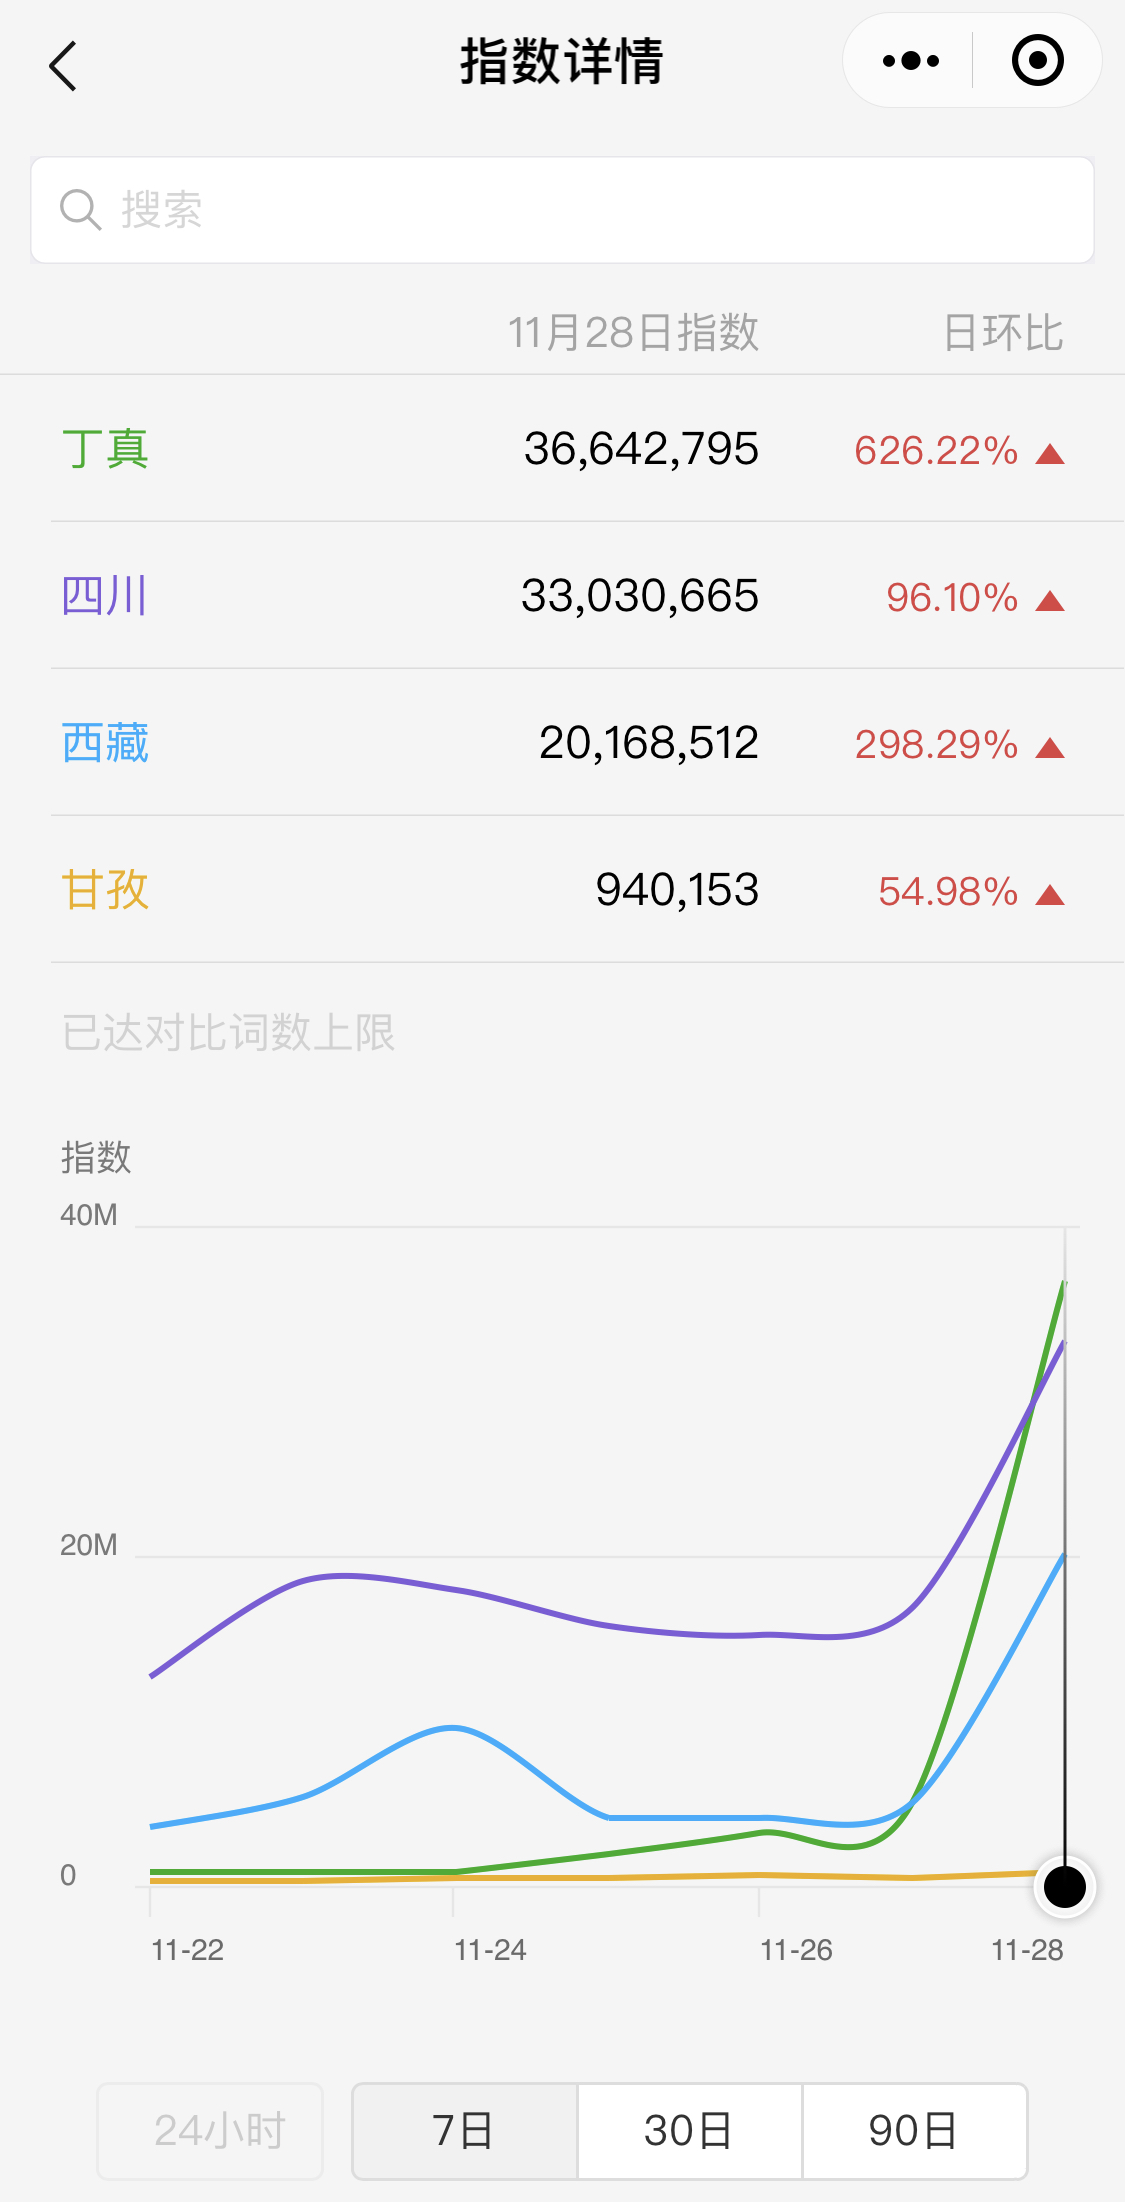 指数详情
搜索
11月28日指数 日环比
丁真 36,642,795 626.22%
四川 33,030,665 96.10%
西藏 20,168,512 298.29%
甘孜 940,153 54.98%
已达对比词数上限
指数
40M
20M
0
11-22 11-24 11-26 11-28
24小时 7日 30日 90日